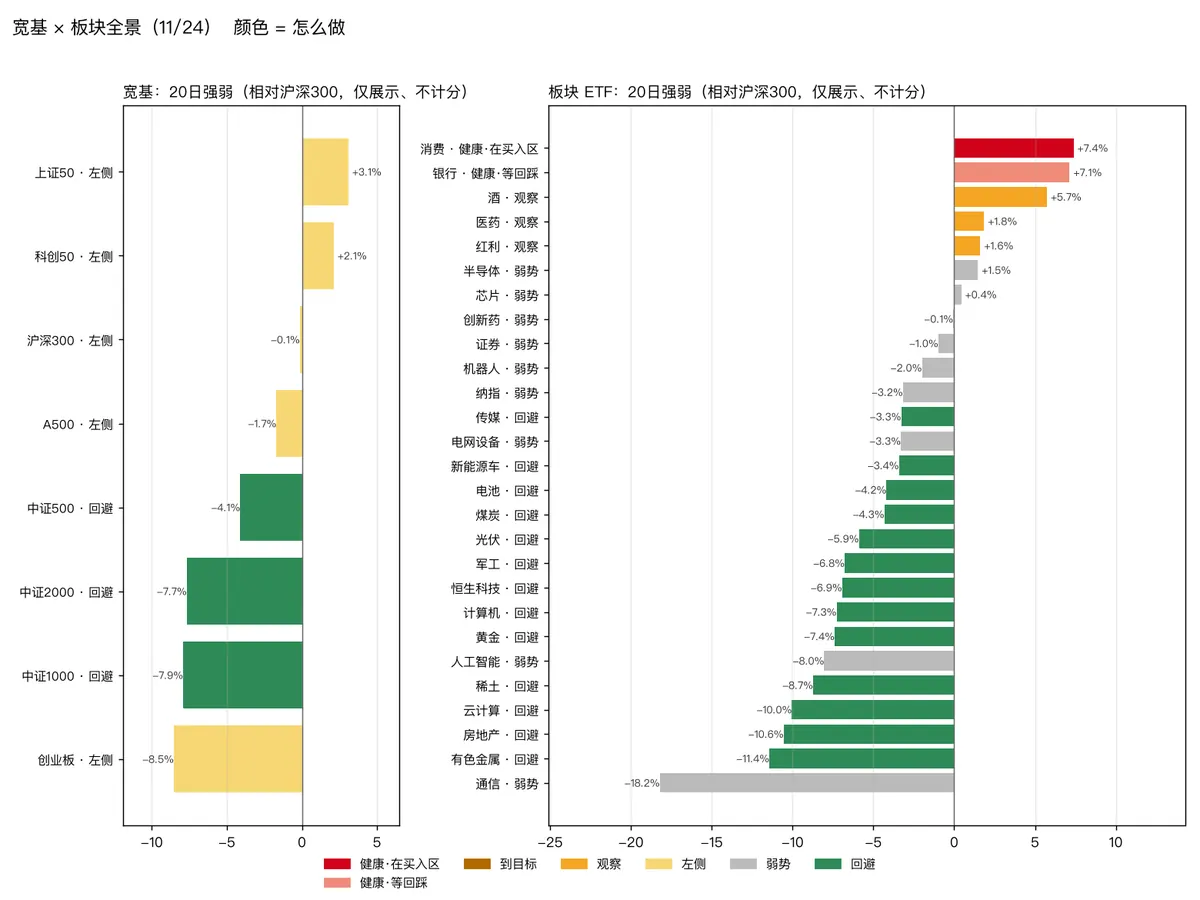 宽基 × 板块全景（11/24） 颜色 = 怎么做
宽基：20日强弱（相对沪深300，仅展示、不计分）
上证50 · 左侧
+3.1%
科创50 · 左侧
+2.1%
沪深300 · 左侧
−0.1%
A500 · 左侧
−1.7%
中证500 · 回避
−4.1%
中证2000 · 回避
−7.7%
中证1000 · 回避
−7.9%
创业板 · 左侧
−8.5%
−10 −5 0 5
板块 ETF：20日强弱（相对沪深300，仅展示、不计分）
消费 · 健康·在买入区
+7.4%
银行 · 健康·等回踩
+7.1%
酒 · 观察
+5.7%
医药 · 观察
+1.8%
红利 · 观察
+1.6%
半导体 · 弱势
+1.5%
芯片 · 弱势
+0.4%
创新药 · 弱势
−0.1%
证券 · 弱势
−1.0%
机器人 · 弱势
−2.0%
纳指 · 弱势
−3.2%
传媒 · 回避
−3.3%
电网设备 · 弱势
−3.3%
新能源车 · 回避
−3.4%
电池 · 回避
−4.2%
煤炭 · 回避
−4.3%
光伏 · 回避
−5.9%
军工 · 回避
−6.8%
恒生科技 · 回避
−6.9%
计算机 · 回避
−7.3%
黄金 · 回避
−7.4%
人工智能 · 弱势
−8.0%
稀土 · 回避
−8.7%
云计算 · 回避
−10.0%
房地产 · 回避
−10.6%
有色金属 · 回避
−11.4%
通信 · 弱势
−18.2%
−25 −20 −15 −10 −5 0 5 10
健康·在买入区 到目标 观察 左侧 弱势 回避
健康·等回踩